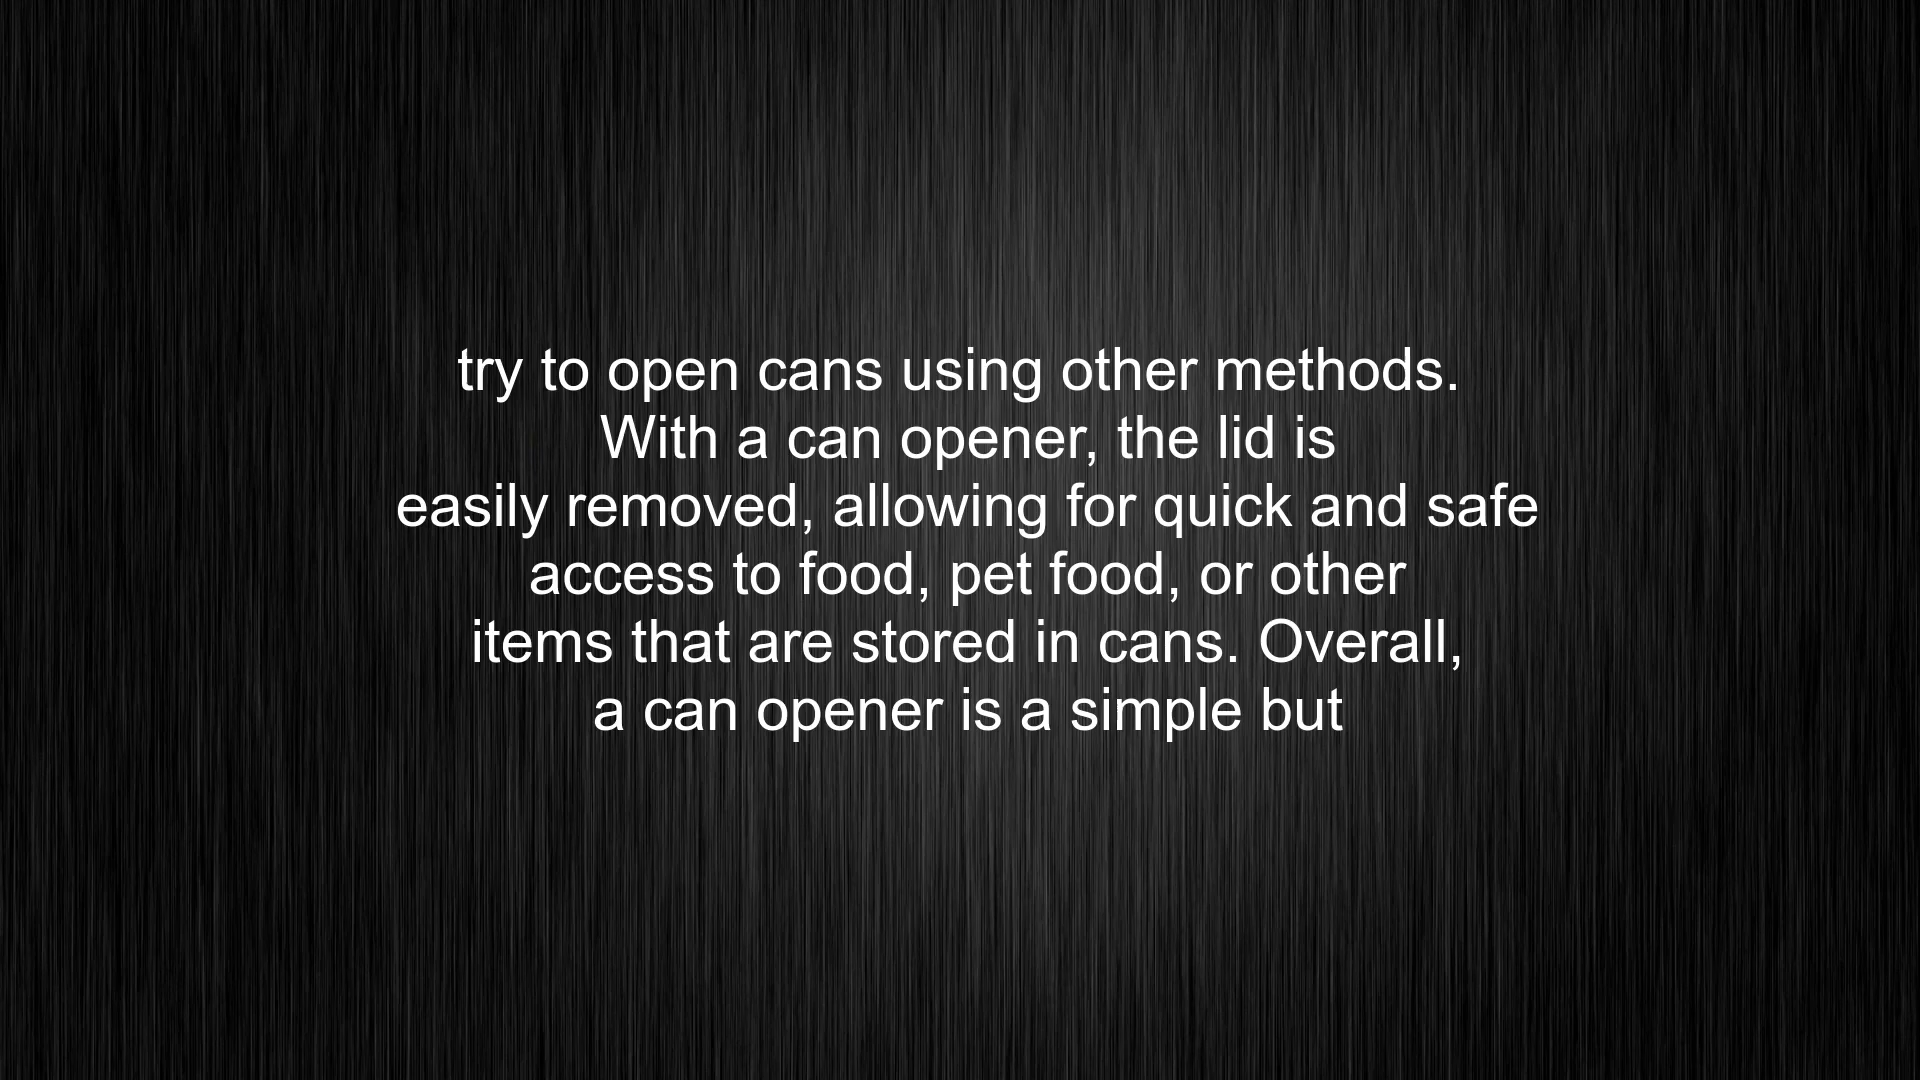 try to open cans using other methods.
With a can opener, the lid is
easily removed, allowing for quick and safe
access to food, pet food, or other
items that are stored in cans. Overall,
a can opener is a simple but